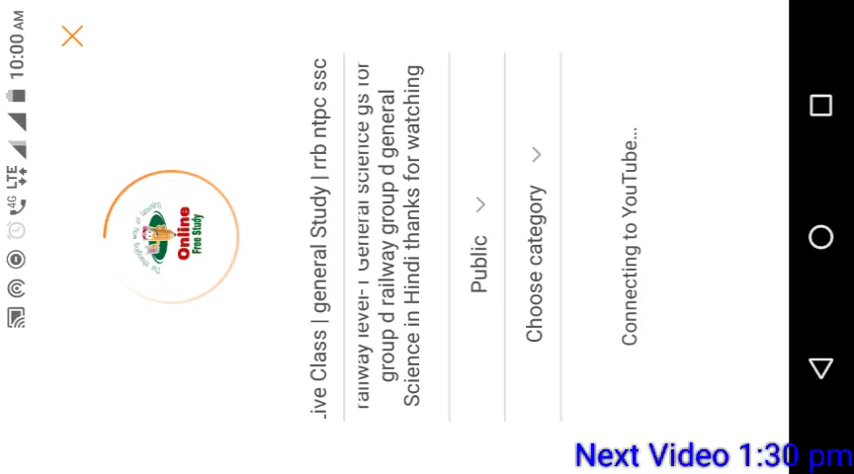 10:00 AM
4G LTE
Online
Free Study
.ive Class | general Study | rrb ntpc ssc
railway level-1 General science gs for
group d railway group d general
Science in Hindi thanks for watching
Public
Choose category
Connecting to YouTube...
Next Video 1:30 pm